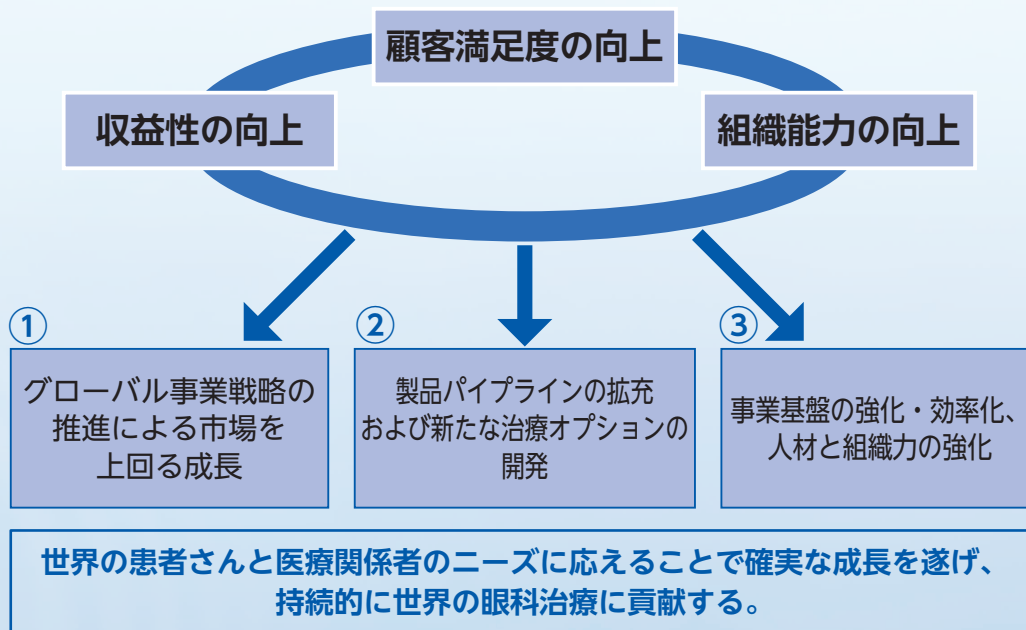 顧客満足度の向上
収益性の向上
組織能力の向上
①
グローバル事業戦略の
推進による市場を
上回る成長
②
製品パイプラインの拡充
および新たな治療オプションの
開発
③
事業基盤の強化・効率化、
人材と組織力の強化
世界の患者さんと医療関係者のニーズに応えることで確実な成長を遂げ、
持続的に世界の眼科治療に貢献する。